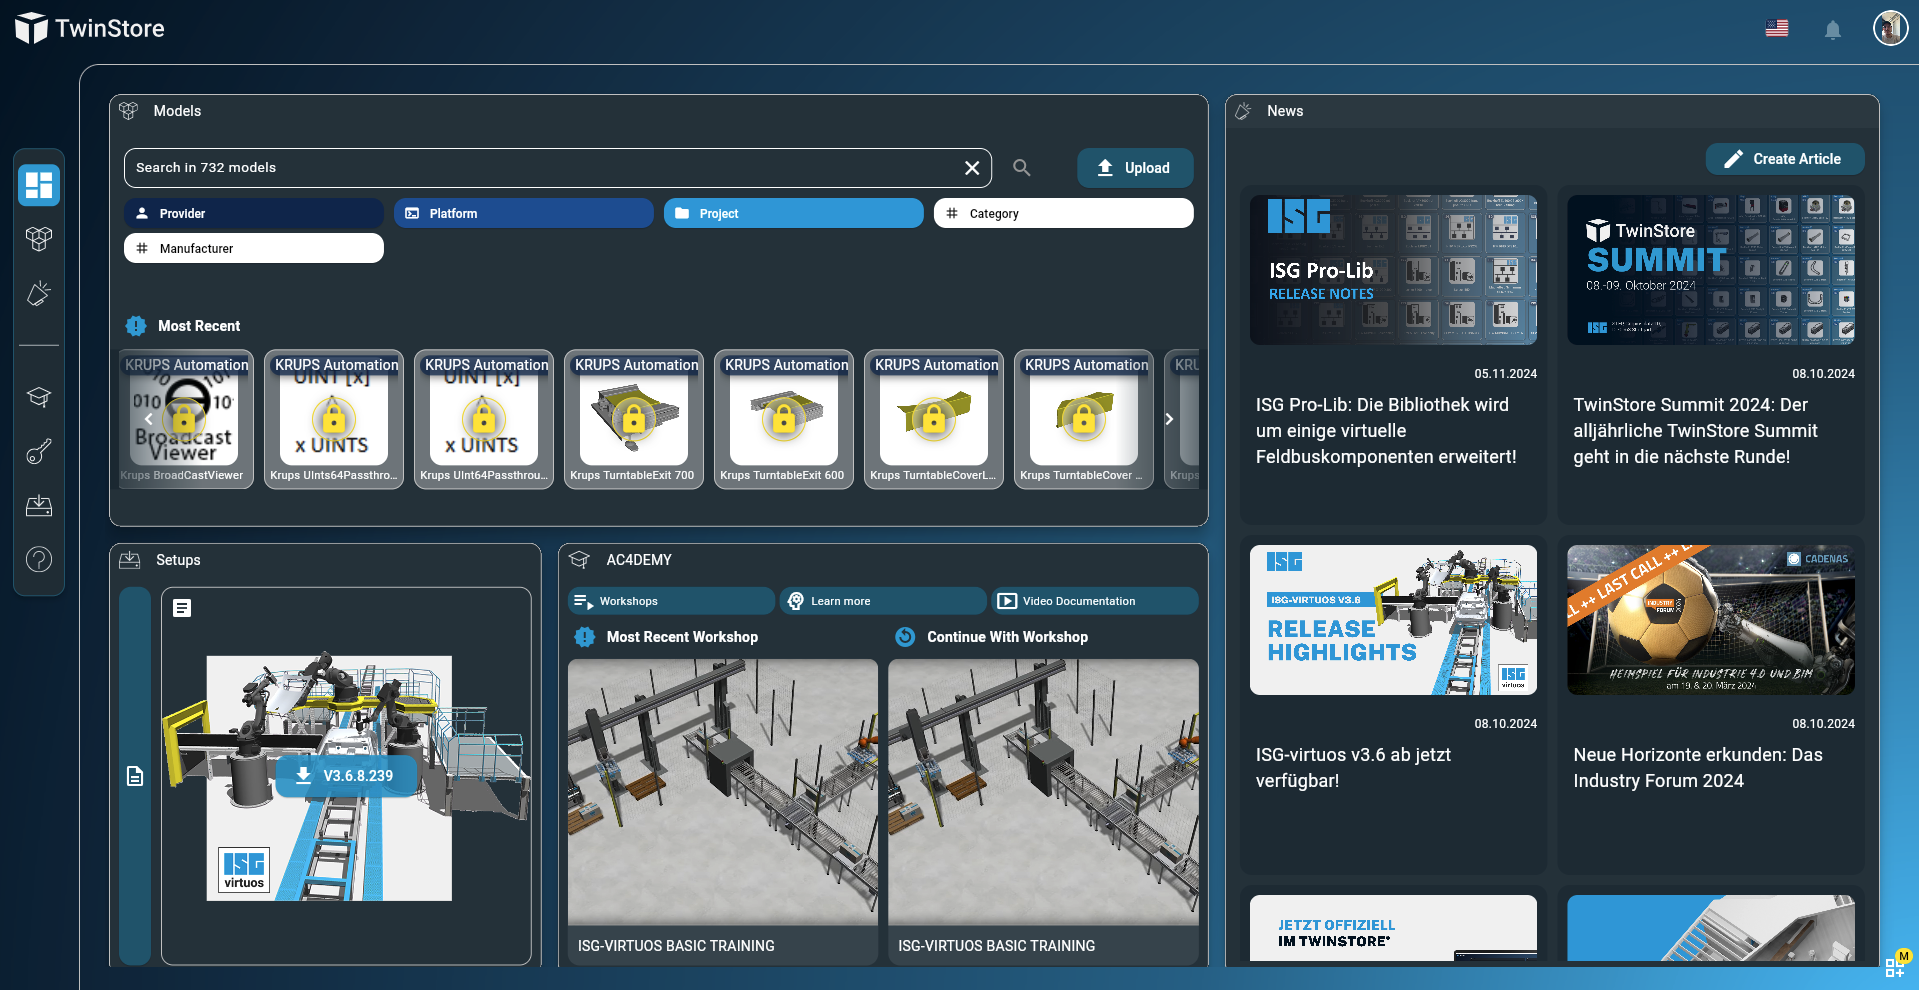 TwinStore
Models
Search in 732 models
Upload
Provider
Platform
Project
Category
Manufacturer
Most Recent
KRUPS Automation
KRUPS Automation
KRUPS Automation
KRUPS Automation
KRUPS Automation
KRUPS Automation
KRUPS Automation
KRU
Broadcast
Viewer
UINT [x]
x UINTS
UINT [x]
x UINTS
Krups BroadCastViewer
Krups UInts64Passthro...
Krups UInt64Passthrou...
Krups TurntableExit 700
Krups TurntableExit 600
Krups TurntableCoverL...
Krups TurntableCover ...
Krups
Setups
V3.6.8.239
ISG
virtuos
AC4DEMY
Workshops
Learn more
Video Documentation
Most Recent Workshop
Continue With Workshop
ISG-VIRTUOS BASIC TRAINING
ISG-VIRTUOS BASIC TRAINING
News
Create Article
ISG
ISG Pro-Lib
RELEASE NOTES
05.11.2024
ISG Pro-Lib: Die Bibliothek wird
um einige virtuelle
Feldbuskomponenten erweitert!
TwinStore
SUMMIT
08.-09. Oktober 2024
ISG
08.10.2024
TwinStore Summit 2024: Der
alljährliche TwinStore Summit
geht in die nächste Runde!
ISG
ISG-VIRTUOS V3.6
RELEASE
HIGHLIGHTS
ISG
virtuos
08.10.2024
ISG-virtuos v3.6 ab jetzt
verfügbar!
LL ++ LAST CALL ++ L
CADENAS
INDUSTRY
FORUM
HEIMSPIEL FÜR INDUSTRIE 4.0 UND BIM
am 19. & 20. März 2024
08.10.2024
Neue Horizonte erkunden: Das
Industry Forum 2024
JETZT OFFIZIELL
IM TWINSTORE*
M